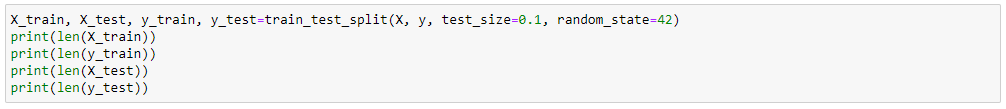 X_train, X_test, y_train, y_test=train_test_split(X, y, test_size=0.1, random_state=42)
print(len(X_train))
print(len(y_train))
print(len(X_test))
print(len(y_test))